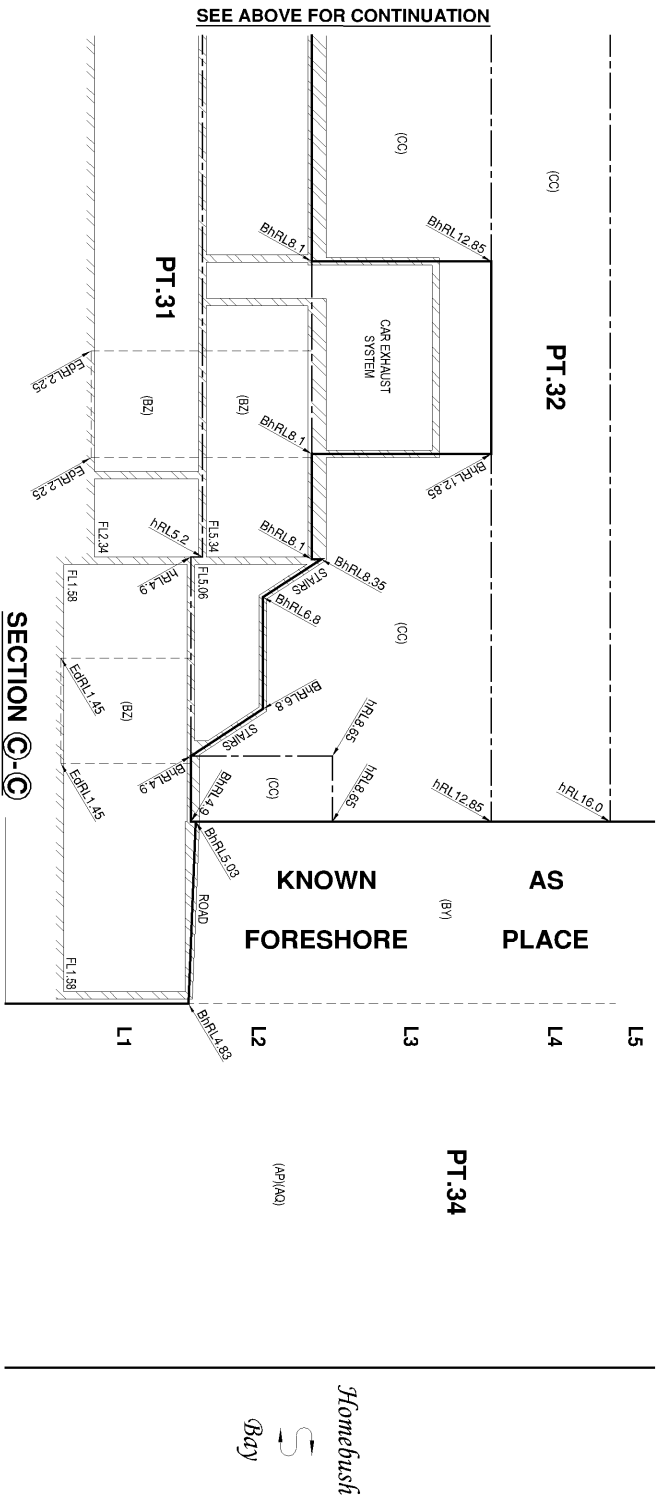 SEE ABOVE FOR CONTINUATION
(CC)
(CC)
BhRL8.1
BhRL12.85
PT.31
CAR EXHAUST
SYSTEM
PT.32
EdRL2.25
(BZ)
(BZ)
BhRL8.1
BhRL12.85
EdRL2.25
FL2.34
hRL5.2
FL5.34
BhRL8.1
BhRL8.35
FL1.58
hRL4.9
FL5.06
STAIRS
BhRL6.8
(CC)
SECTION C-C
EdRL1.45
(BZ)
EdRL1.45
BhRL6.8
STAIRS
BhRL4.9
BhRL4.9
(CC)
hRL8.65
hRL8.65
hRL12.85
hRL16.0
BhRL5.03
ROAD
KNOWN AS
(BY)
FORESHORE PLACE
FL1.58
BhRL4.83
L1
L2
L3
L4
L5
(AP)(AQ)
PT.34
Homebush
Bay